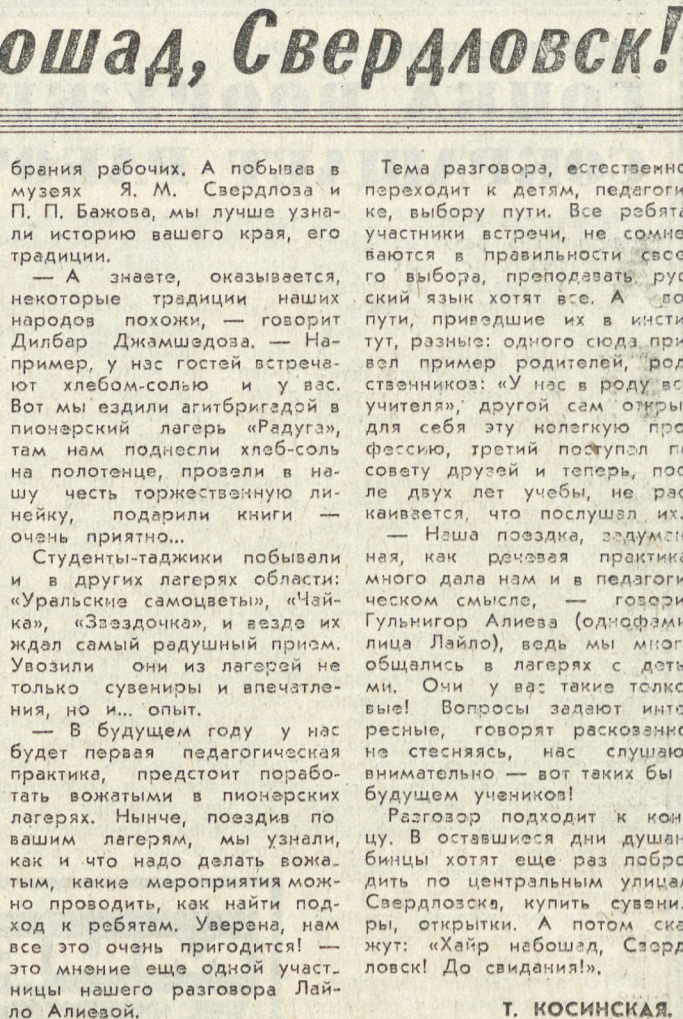 ошад, Свердловск!
брания рабочих. А побывав в
музеях Я. М. Свердлова и
П. П. Бажова, мы лучше узна-
ли историю вашего края, его
традиции.
— А знаете, оказывается,
некоторые традиции наших
народов похожи, — говорит
Дилбар Джамшедова. — На-
пример, у нас гостей встреча-
ют хлебом-солью и у вас.
Вот мы ездили агитбригадой в
пионерский лагерь «Радуга»,
там нам поднесли хлеб-соль
на полотенце, провели в на-
шу честь торжественную ли-
нейку, подарили книги —
очень приятно...
Студенты-таджики побывали
и в других лагерях области:
«Уральские самоцветы», «Чай-
ка», «Звездочка», и везде их
ждал самый радушный прием.
Увозили они из лагерей не
только сувениры и впечатле-
ния, но и... опыт.
— В будущем году у нас
будет первая педагогическая
практика, предстоит порабо-
тать вожатыми в пионерских
лагерях. Нынче, поездив по
вашим лагерям, мы узнали,
как и что надо делать вожа-
тым, какие мероприятия мож-
но проводить, как найти под-
ход к ребятам. Уверена, нам
все это очень пригодится! —
это мнение еще одной участ-
ницы нашего разговора Лай-
ло Алиевой.
Тема разговора, естественно
переходит к детям, педагоги
ке, выбору пути. Все ребята
участники встречи, не сомне
ваются в правильности свое
го выбора, преподавать рус
ский язык хотят все. А во
пути, приведшие их в инсти
тут, разные: одного сюда при
вел пример родителей, род
ственников: «У нас в роду вс
учителя», другой сам откры
для себя эту нелегкую про
фессию, третий поступал п
совету друзей и теперь, пос
ле двух лет учебы, не рас
каивается, что послушал их.
— Наша поездка, задуман
ная, как речевая практика
много дала нам и в педагоги
ческом смысле, — говори
Гульнигор Алиева (однофами
лица Лайло), ведь мы мног
общались в лагерях с деть
ми. Они у вас такие толко
вые! Вопросы задают инте
ресные, говорят раскованно
не стесняясь, нас слушаю
внимательно — вот таких бы
будущем учеников!
Разговор подходит к кон
цу. В оставшиеся дни душан
бинцы хотят еще раз побро
дить по центральным улица
Свердловска, купить сувени-
ры, открытки. А потом ска
жут: «Хайр набошад, Сверд
ловск! До свидания!».
Т. КОСИНСКАЯ.